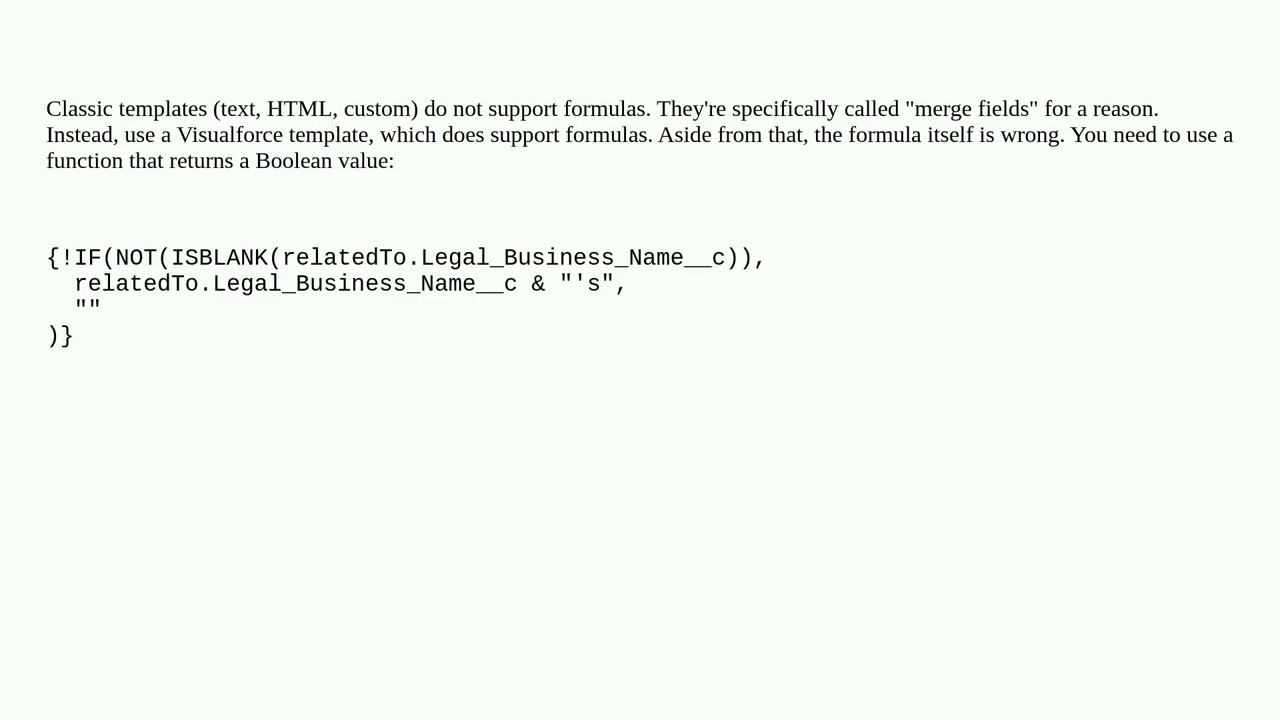 Classic templates (text, HTML, custom) do not support formulas. They're specifically called "merge fields" for a reason.
Instead, use a Visualforce template, which does support formulas. Aside from that, the formula itself is wrong. You need to use a
function that returns a Boolean value:
{!IF(NOT(ISBLANK(relatedTo.Legal_Business_Name__c)),
  relatedTo.Legal_Business_Name__c & "'s",
  ""
)}